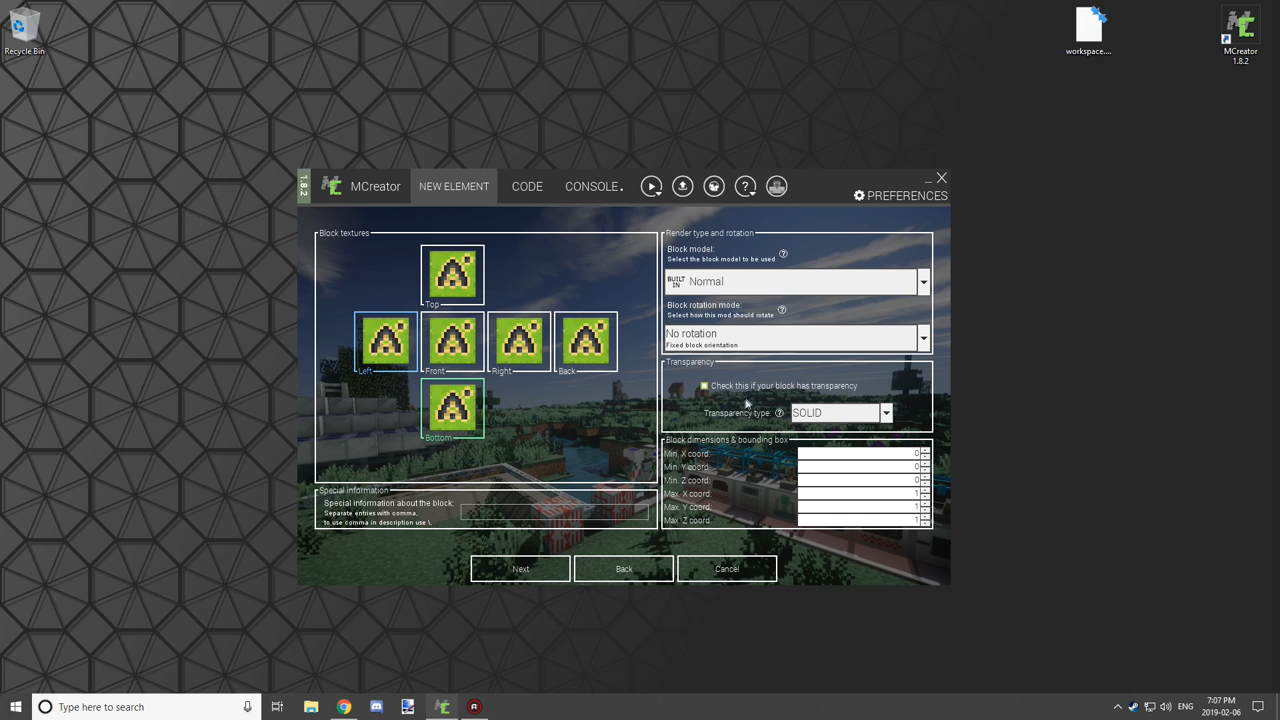 Recycle Bin
workspace....
MCreator
1.8.2
1.8.2
MCreator
NEW ELEMENT
CODE
CONSOLE.
PREFERENCES
Block textures
Top
Left
Front
Right
Back
Bottom
Special information
Special information about the block:
Separate entries with comma,
to use comma in description use \,
Render type and rotation
Block model:
Select the block model to be used
BUILT
IN
Normal
Block rotation mode:
Select how this mod should rotate
No rotation
Fixed block orientation
Transparency
Check this if your block has transparency
Transparency type:
SOLID
Block dimensions & bounding box
Min. X coord: 0
Min. Y coord: 0
Min. Z coord: 0
Max. X coord: 1
Max. Y coord: 1
Max. Z coord: 1
Next
Back
Cancel
Type here to search
ENG
7:07 PM
2019-02-06